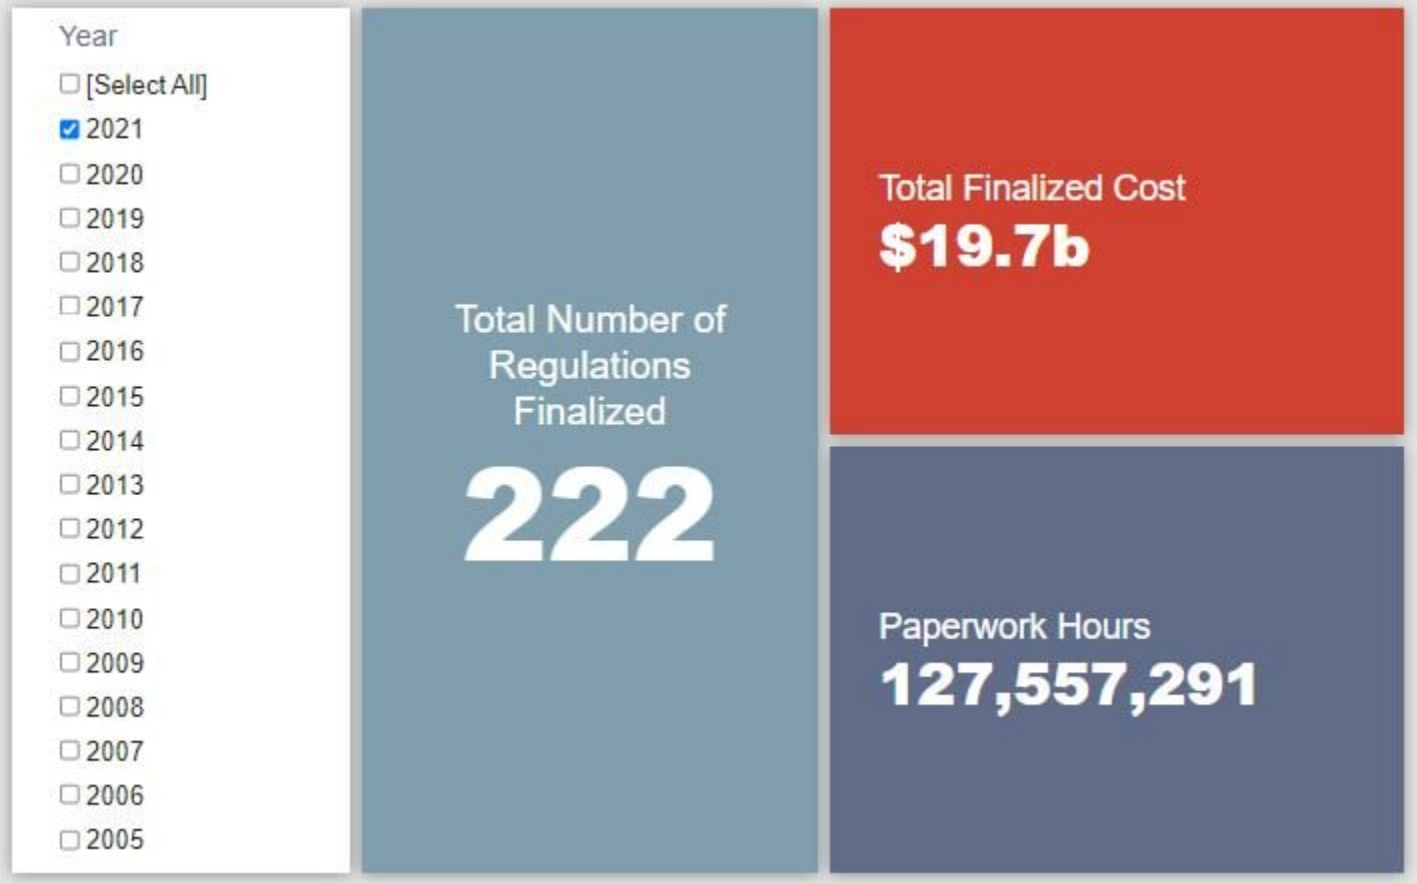 Year
[Select All]
2021
2020
2019
2018
2017
2016
2015
2014
2013
2012
2011
2010
2009
2008
2007
2006
2005
Total Number of
Regulations
Finalized
222
Total Finalized Cost
$19.7b
Paperwork Hours
127,557,291